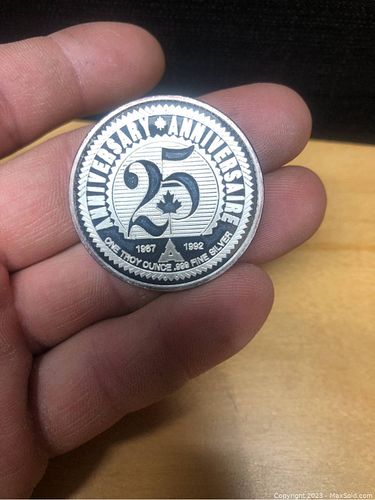 ANNIVERSARY ANNIVERSAIRE
25
1967 1992
ONE TROY OUNCE .999 FINE SILVER
Copyright 2023 - MaxSold.com